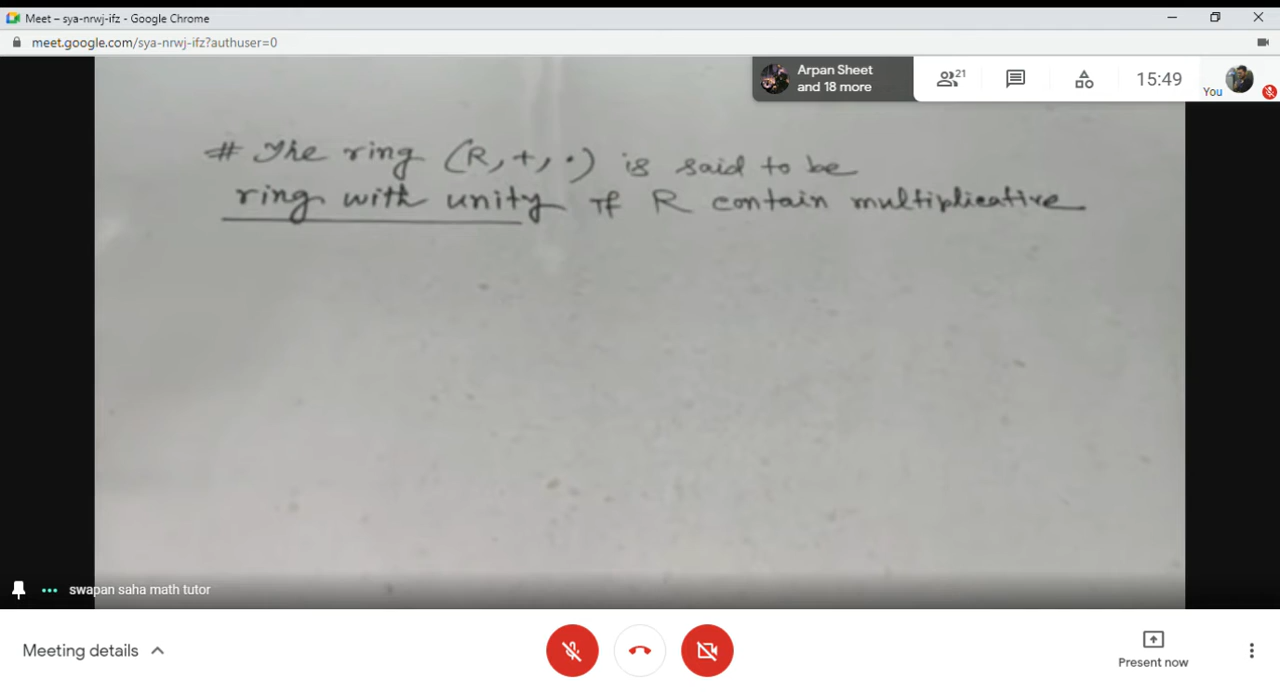 Meet – sya-nrwj-ifz - Google Chrome
meet.google.com/sya-nrwj-ifz?authuser=0
Arpan Sheet
and 18 more
21
15:49
You
# The ring (R, +, ·) is said to be
ring with unity if R contain multiplicative
swapan saha math tutor
Meeting details
Present now